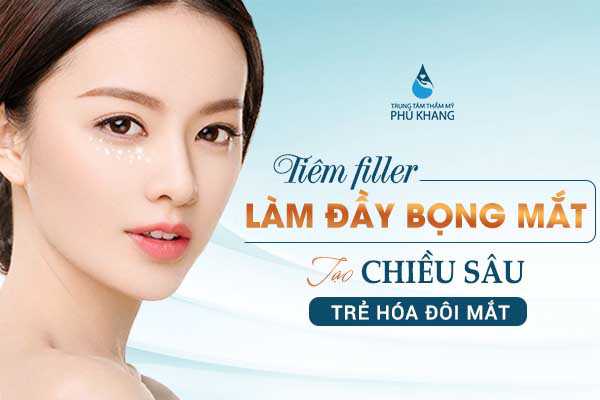 TRUNG TÂM THẨM MỸ
PHÚ KHANG
Tiêm filler
LÀM ĐẦY BỌNG MẮT
Tạo CHIỀU SÂU
TRẺ HÓA ĐÔI MẮT